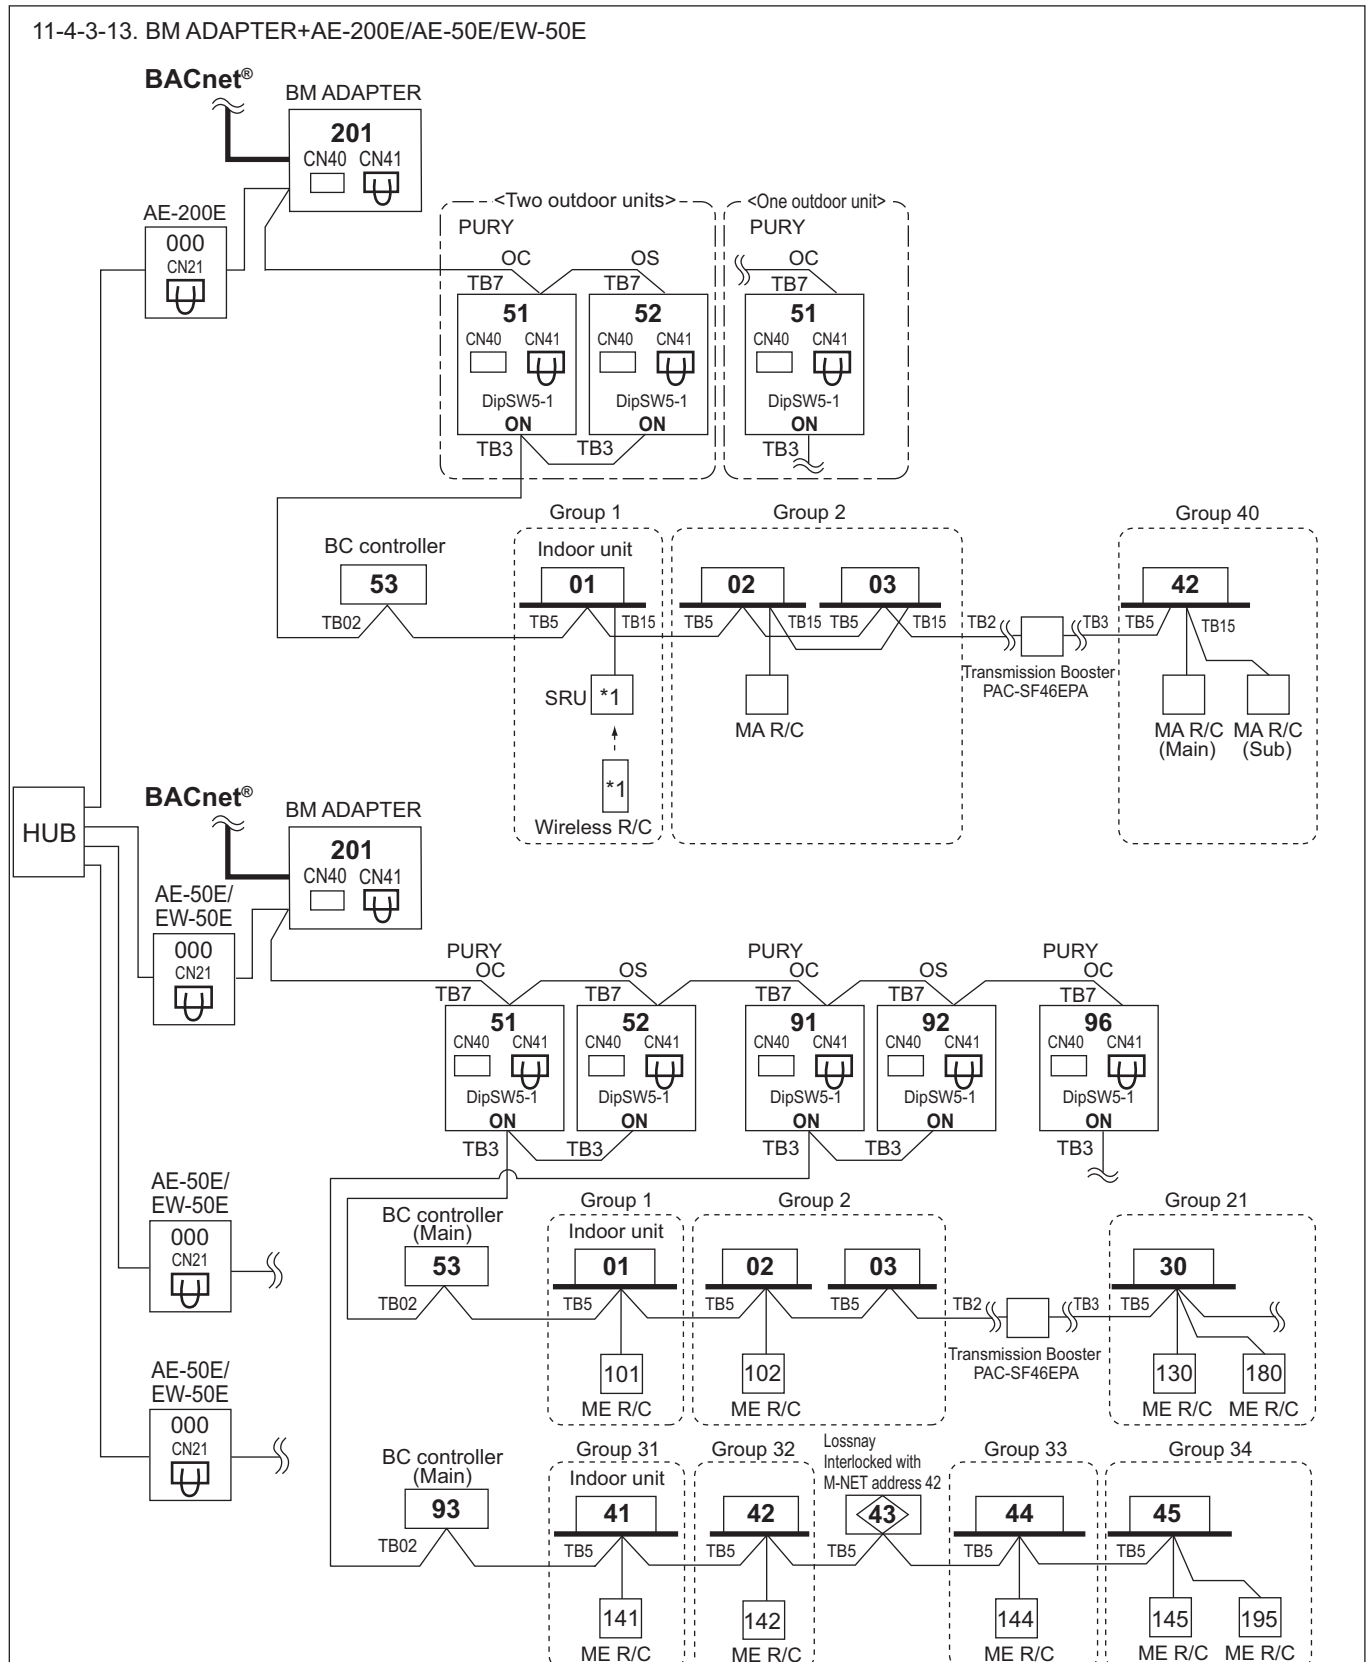 11-4-3-13. BM ADAPTER+AE-200E/AE-50E/EW-50E
BACnet®
BM ADAPTER
201
CN40 CN41
AE-200E
000
CN21
<Two outdoor units>
PURY
OC OS
TB7 TB7
51 52
CN40 CN41 CN40 CN41
DipSW5-1 DipSW5-1
ON ON
TB3 TB3
<One outdoor unit>
PURY
OC
TB7
51
CN40 CN41
DipSW5-1
ON
TB3
Group 1 Group 2 Group 40
BC controller
53
TB02
Indoor unit
01
TB5 TB15
SRU *1
*1
Wireless R/C
02 03
TB5 TB15 TB5 TB15
MA R/C
TB2 TB3
Transmission Booster
PAC-SF46EPA
42
TB5 TB15
MA R/C MA R/C
(Main) (Sub)
HUB
BACnet®
BM ADAPTER
201
CN40 CN41
AE-50E/
EW-50E
000
CN21
PURY PURY PURY
OC OS OC OS OC
TB7 TB7 TB7 TB7 TB7
51 52 91 92 96
CN40 CN41 CN40 CN41 CN40 CN41 CN40 CN41 CN40 CN41
DipSW5-1 DipSW5-1 DipSW5-1 DipSW5-1 DipSW5-1
ON ON ON ON ON
TB3 TB3 TB3 TB3 TB3
AE-50E/
EW-50E
000
CN21
BC controller
(Main)
53
TB02
Group 1 Group 2 Group 21
Indoor unit
01 02 03 30
TB5 TB5 TB5 TB2 TB3 TB5
Transmission Booster
PAC-SF46EPA
101 102 130 180
ME R/C ME R/C ME R/C ME R/C
AE-50E/
EW-50E
000
CN21
BC controller
(Main)
93
TB02
Group 31 Group 32 Group 33 Group 34
Indoor unit
Lossnay
Interlocked with
M-NET address 42
41 42 43 44 45
TB5 TB5 TB5 TB5 TB5
141 142 144 145 195
ME R/C ME R/C ME R/C ME R/C ME R/C